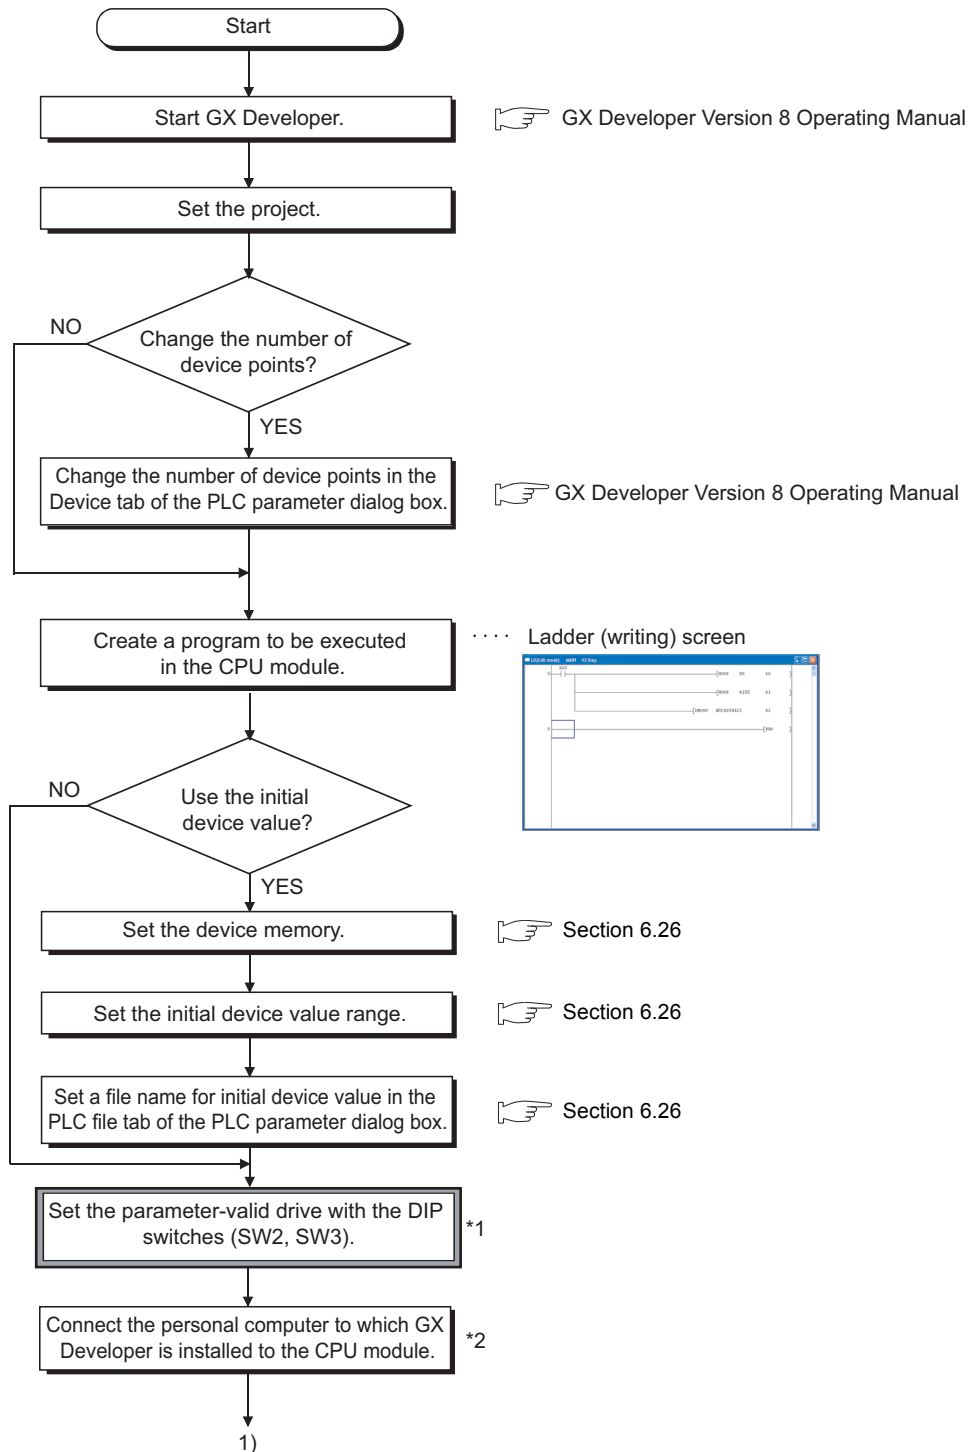 Start
Start GX Developer.
GX Developer Version 8 Operating Manual
Set the project.
NO
Change the number of
device points?
YES
Change the number of device points in the
Device tab of the PLC parameter dialog box.
GX Developer Version 8 Operating Manual
Create a program to be executed
in the CPU module.
···· Ladder (writing) screen
NO
Use the initial
device value?
YES
Set the device memory.
Section 6.26
Set the initial device value range.
Section 6.26
Set a file name for initial device value in the
PLC file tab of the PLC parameter dialog box.
Section 6.26
Set the parameter-valid drive with the DIP
switches (SW2, SW3).
*1
Connect the personal computer to which GX
Developer is installed to the CPU module.
*2
1)